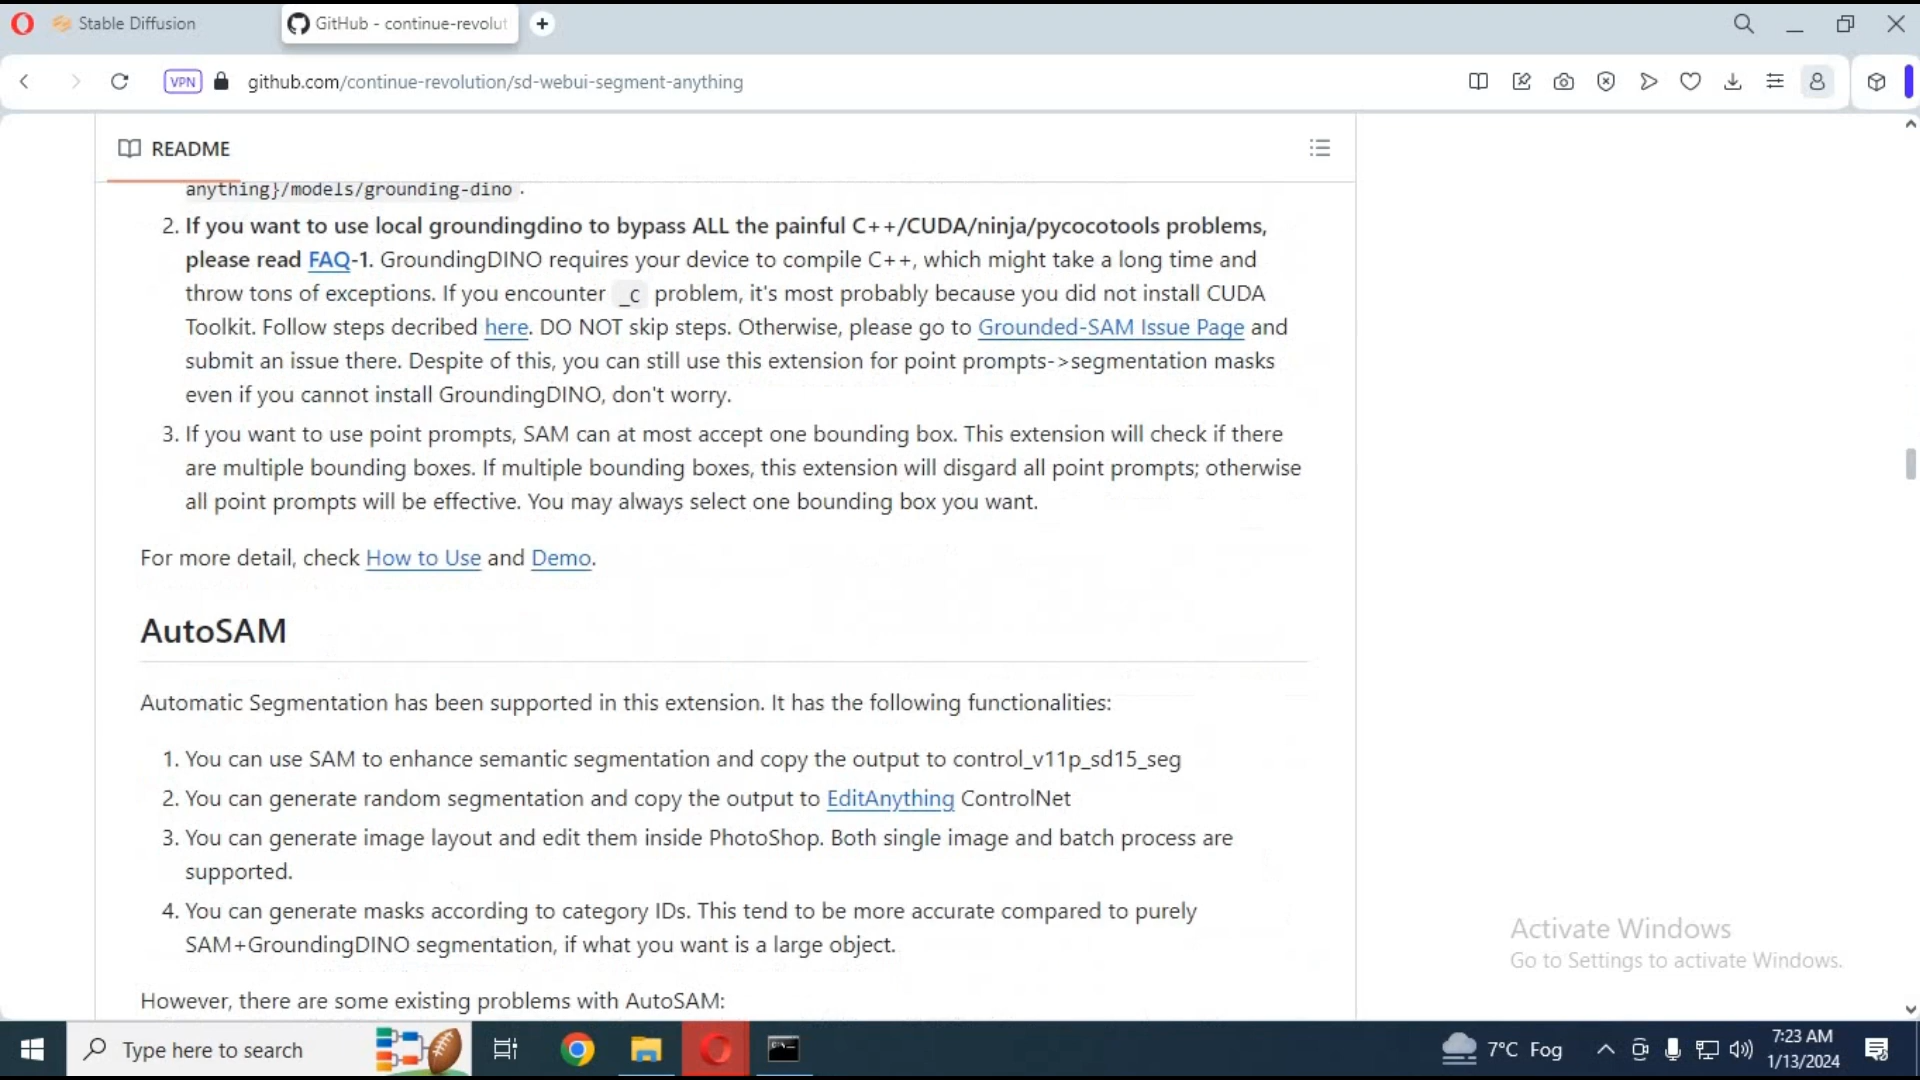 Stable Diffusion
GitHub - continue-revolut
VPN
github.com/continue-revolution/sd-webui-segment-anything
README
anything}/models/grounding-dino .
2. If you want to use local groundingdino to bypass ALL the painful C++/CUDA/ninja/pycocotools problems,
please read FAQ-1. GroundingDINO requires your device to compile C++, which might take a long time and
throw tons of exceptions. If you encounter _C problem, it's most probably because you did not install CUDA
Toolkit. Follow steps decribed here. DO NOT skip steps. Otherwise, please go to Grounded-SAM Issue Page and
submit an issue there. Despite of this, you can still use this extension for point prompts->segmentation masks
even if you cannot install GroundingDINO, don't worry.
3. If you want to use point prompts, SAM can at most accept one bounding box. This extension will check if there
are multiple bounding boxes. If multiple bounding boxes, this extension will disgard all point prompts; otherwise
all point prompts will be effective. You may always select one bounding box you want.
For more detail, check How to Use and Demo.
AutoSAM
Automatic Segmentation has been supported in this extension. It has the following functionalities:
1. You can use SAM to enhance semantic segmentation and copy the output to control_v11p_sd15_seg
2. You can generate random segmentation and copy the output to EditAnything ControlNet
3. You can generate image layout and edit them inside PhotoShop. Both single image and batch process are
supported.
4. You can generate masks according to category IDs. This tend to be more accurate compared to purely
SAM+GroundingDINO segmentation, if what you want is a large object.
However, there are some existing problems with AutoSAM:
Activate Windows
Go to Settings to activate Windows.
Type here to search
7°C Fog
7:23 AM
1/13/2024